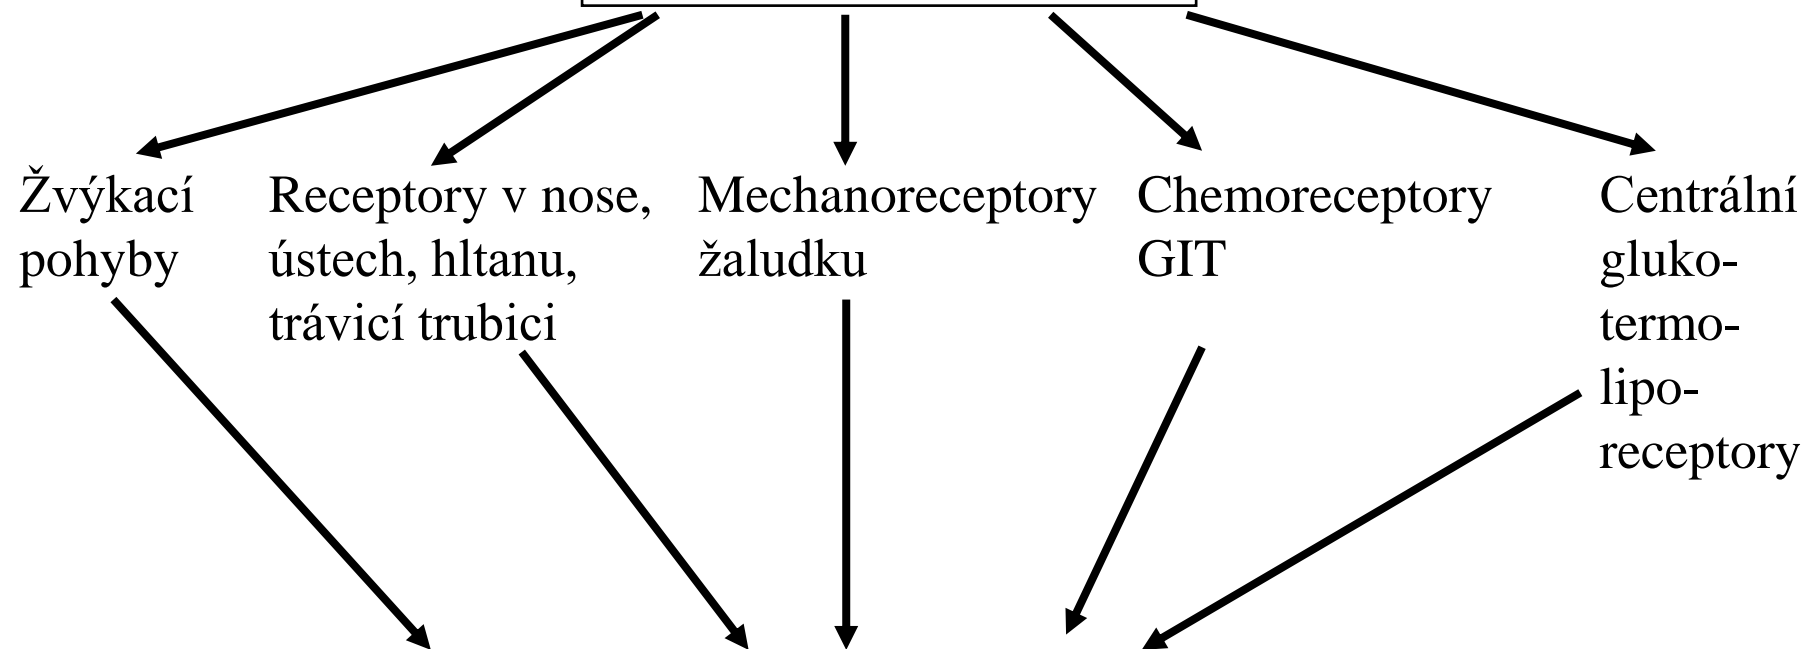 Žvýkací
pohyby
Receptory v nose,
ústech, hltanu,
trávicí trubici
Mechanoreceptory
žaludku
Chemoreceptory
GIT
Centrální
gluko-
termo-
lipo-
receptory